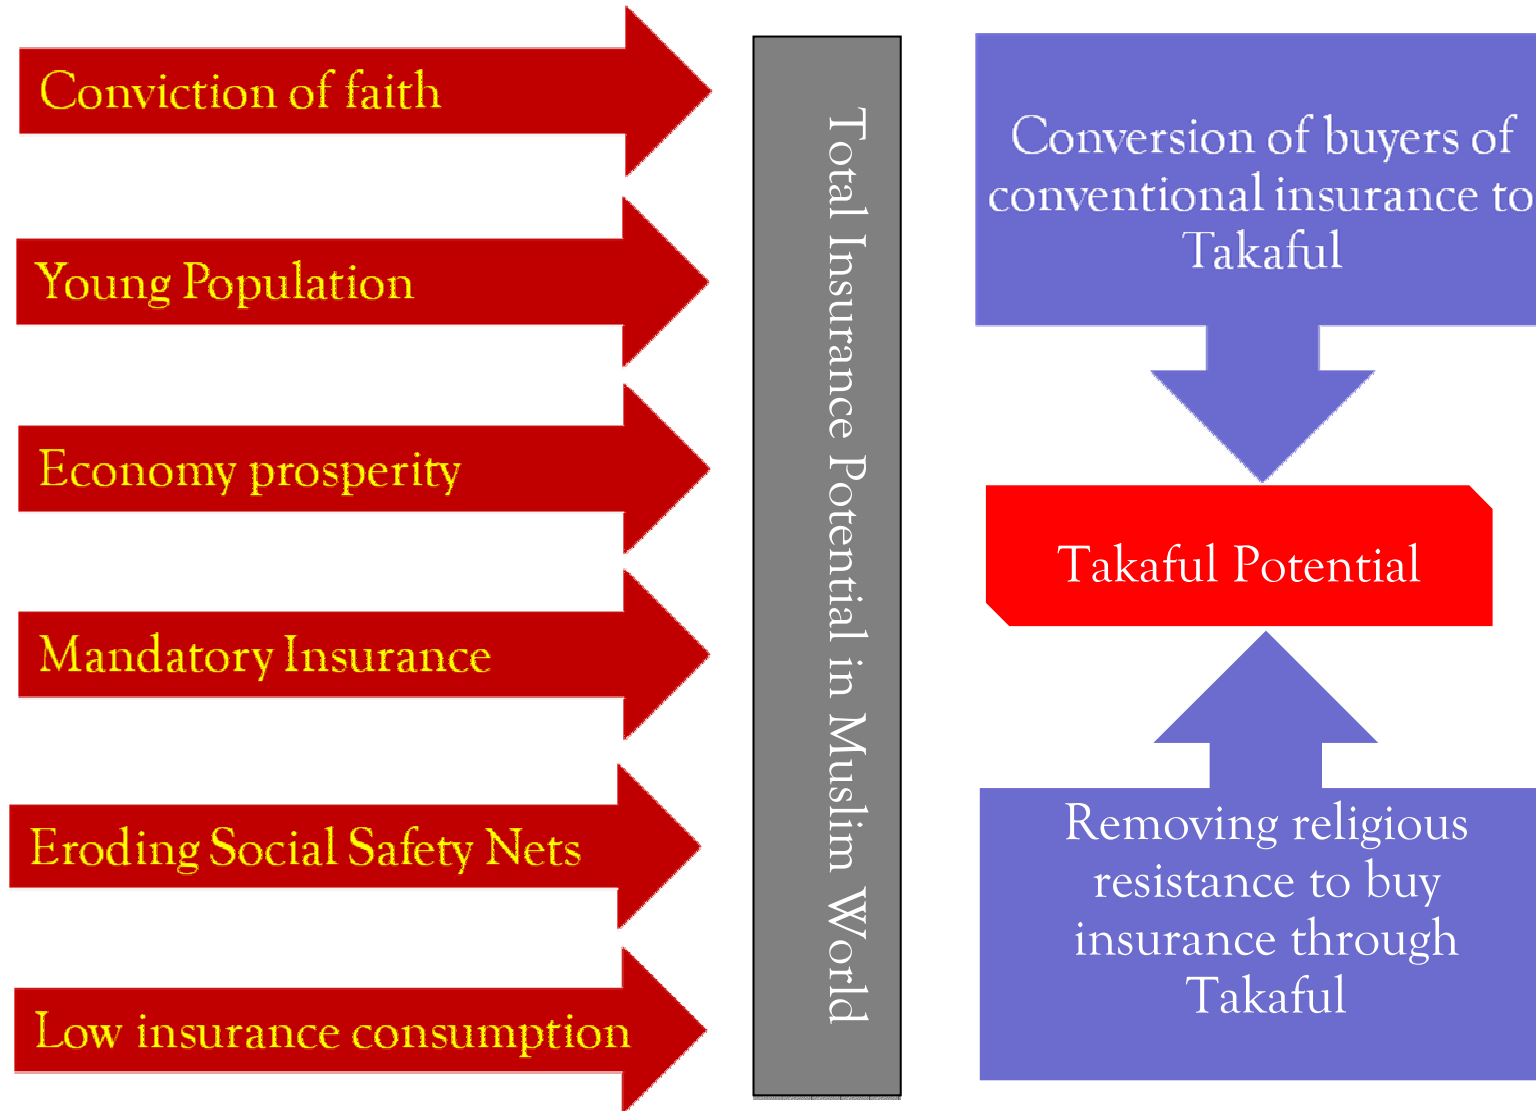 Conviction of faith
Young Population
Economy prosperity
Mandatory Insurance
Eroding Social Safety Nets
Low insurance consumption
Total Insurance Potential in Muslim World
Conversion of buyers of
conventional insurance to
Takaful
Takaful Potential
Removing religious
resistance to buy
insurance through
Takaful